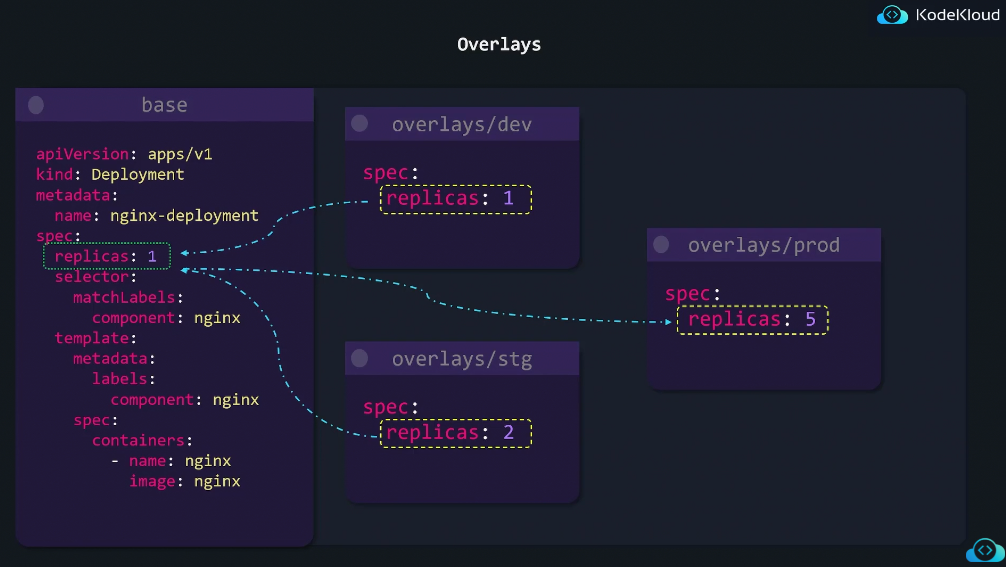 KodeKloud
Overlays
base
apiVersion: apps/v1
kind: Deployment
metadata:
  name: nginx-deployment
spec:
  replicas: 1
  selector:
    matchLabels:
      component: nginx
  template:
    metadata:
      labels:
        component: nginx
    spec:
      containers:
        - name: nginx
          image: nginx
overlays/dev
spec:
  replicas: 1
overlays/stg
spec:
  replicas: 2
overlays/prod
spec:
  replicas: 5